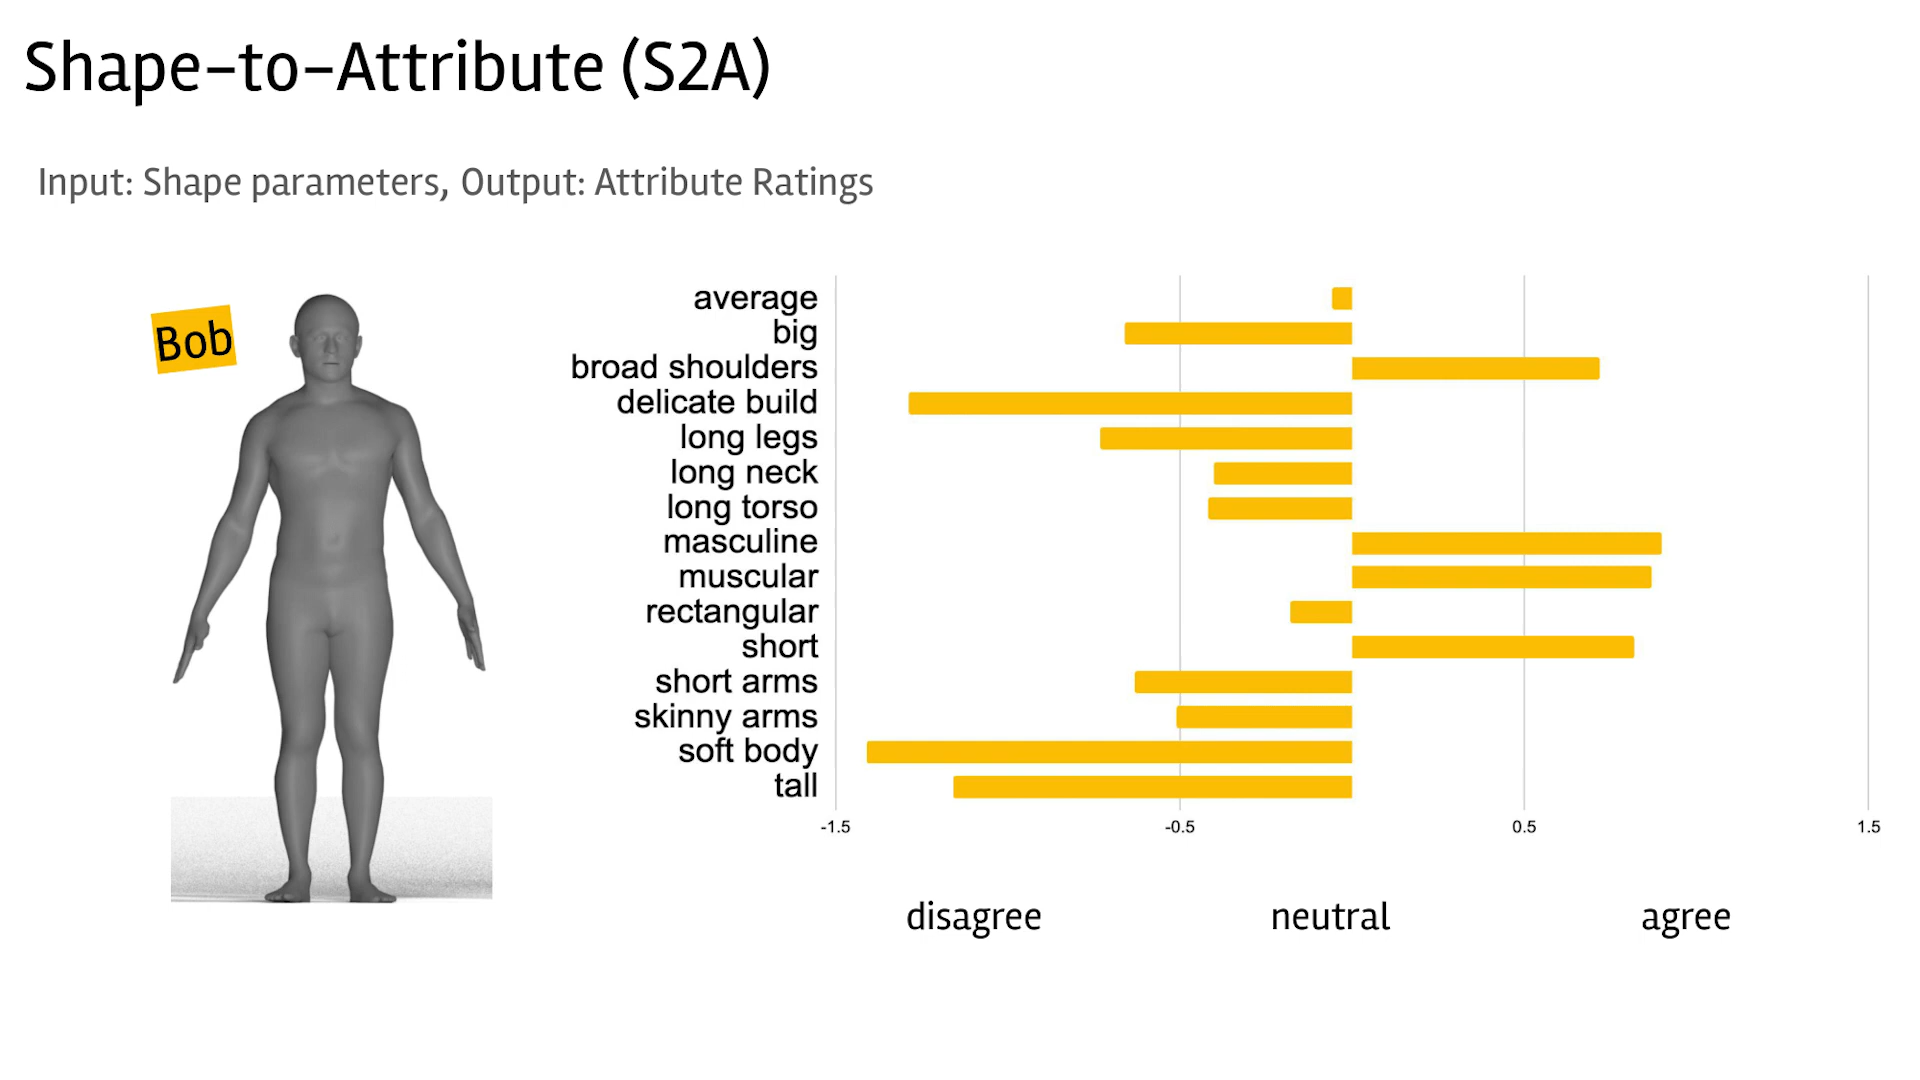 Shape-to-Attribute (S2A)
Input: Shape parameters, Output: Attribute Ratings
Bob
average
big
broad shoulders
delicate build
long legs
long neck
long torso
masculine
muscular
rectangular
short
short arms
skinny arms
soft body
tall
-1.5 -0.5 0.5 1.5
disagree neutral agree